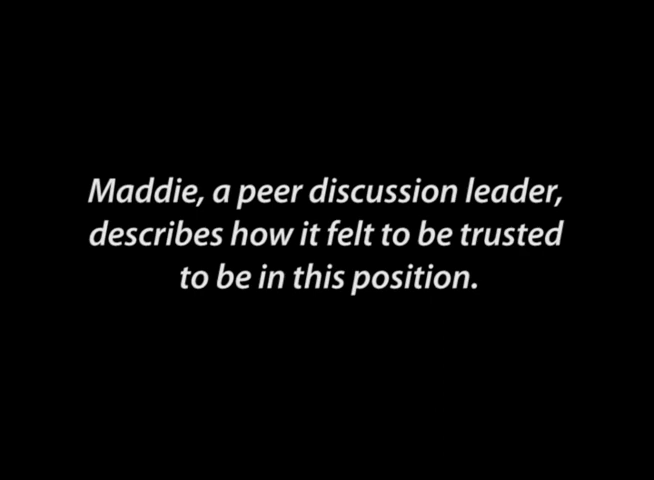 Maddie, a peer discussion leader,
describes how it felt to be trusted
to be in this position.